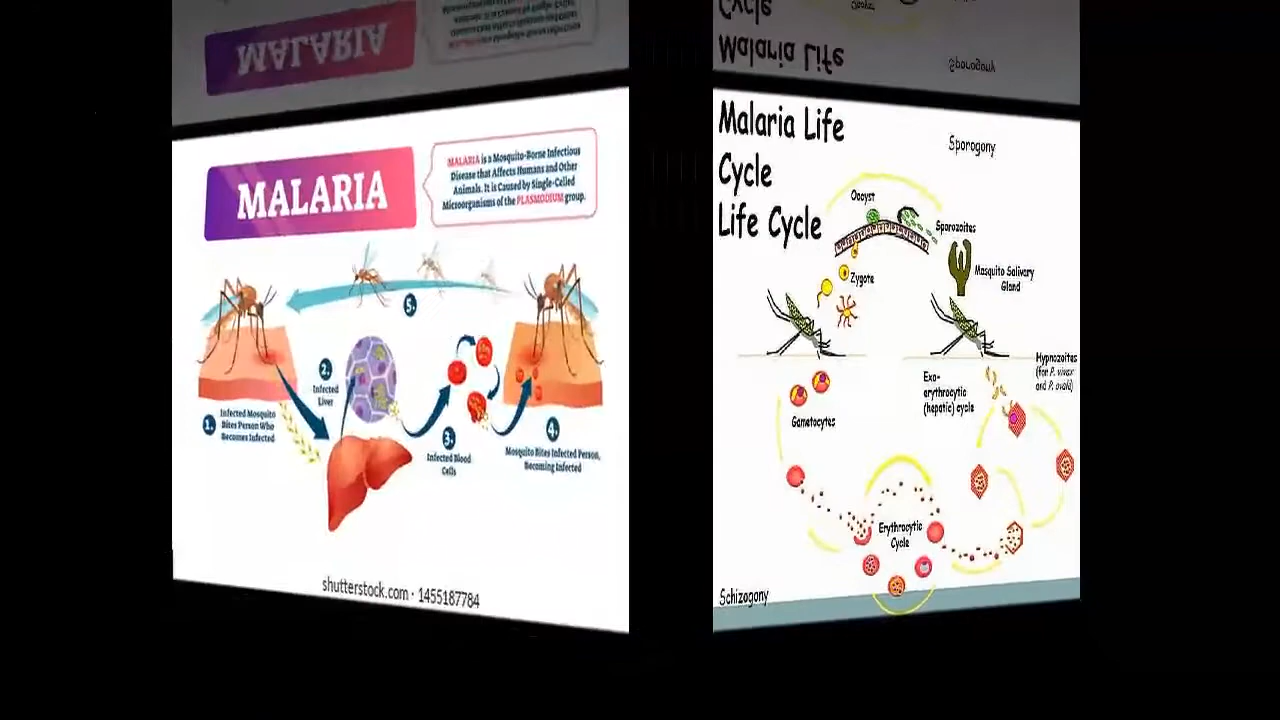 MALARIA
MALARIA is a Mosquito-Borne Infectious
Disease that Affects Humans and Other
Animals. It is Caused by Single-Celled
Microorganisms of the PLASMODIUM group.
5.
2.
Infected
Liver
1.
Infected Mosquito
Bites Person Who
Becomes Infected
3.
Infected Blood
Cells
4.
Mosquito Bites Infected Person,
Becoming Infected
shutterstock.com · 1455187784
Malaria Life
Cycle
Life Cycle
Sporogony
Oocyst
Sporozoites
Mosquito Salivary
Gland
Zygote
Hypnozoites
(for P. vivax
and P. ovale)
Exo-
erythrocytic
(hepatic) cycle
Gametocytes
Erythrocytic
Cycle
Schizogony